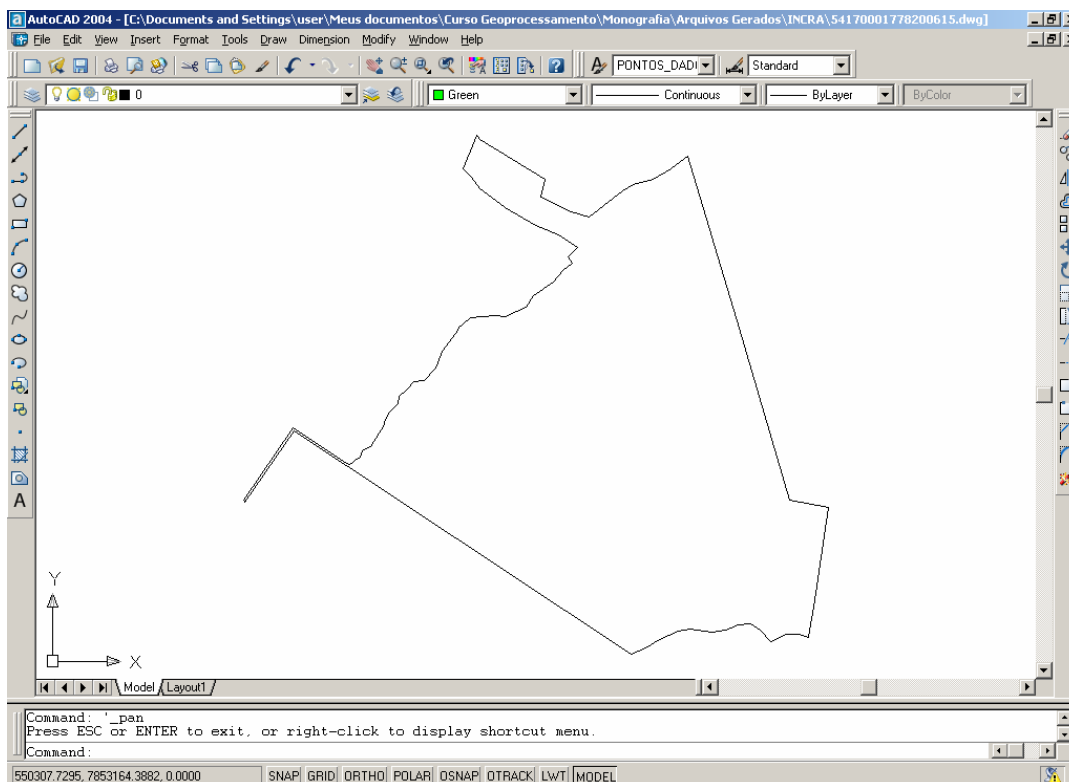 AutoCAD 2004 - [C:\Documents and Settings\user\Meus documentos\Curso Geoprocessamento\Monografia\Arquivos Gerados\INCRA\54170001778200615.dwg]
File Edit View Insert Format Tools Draw Dimension Modify Window Help
PONTOS_DAD Standard
0 Green Continuous ByLayer ByColor
A
Y
X
Model Layout1
Command: '_pan
Press ESC or ENTER to exit, or right-click to display shortcut menu.
Command:
550307.7295, 7853164.3882, 0.0000 SNAP GRID ORTHO POLAR OSNAP OTRACK LWT MODEL